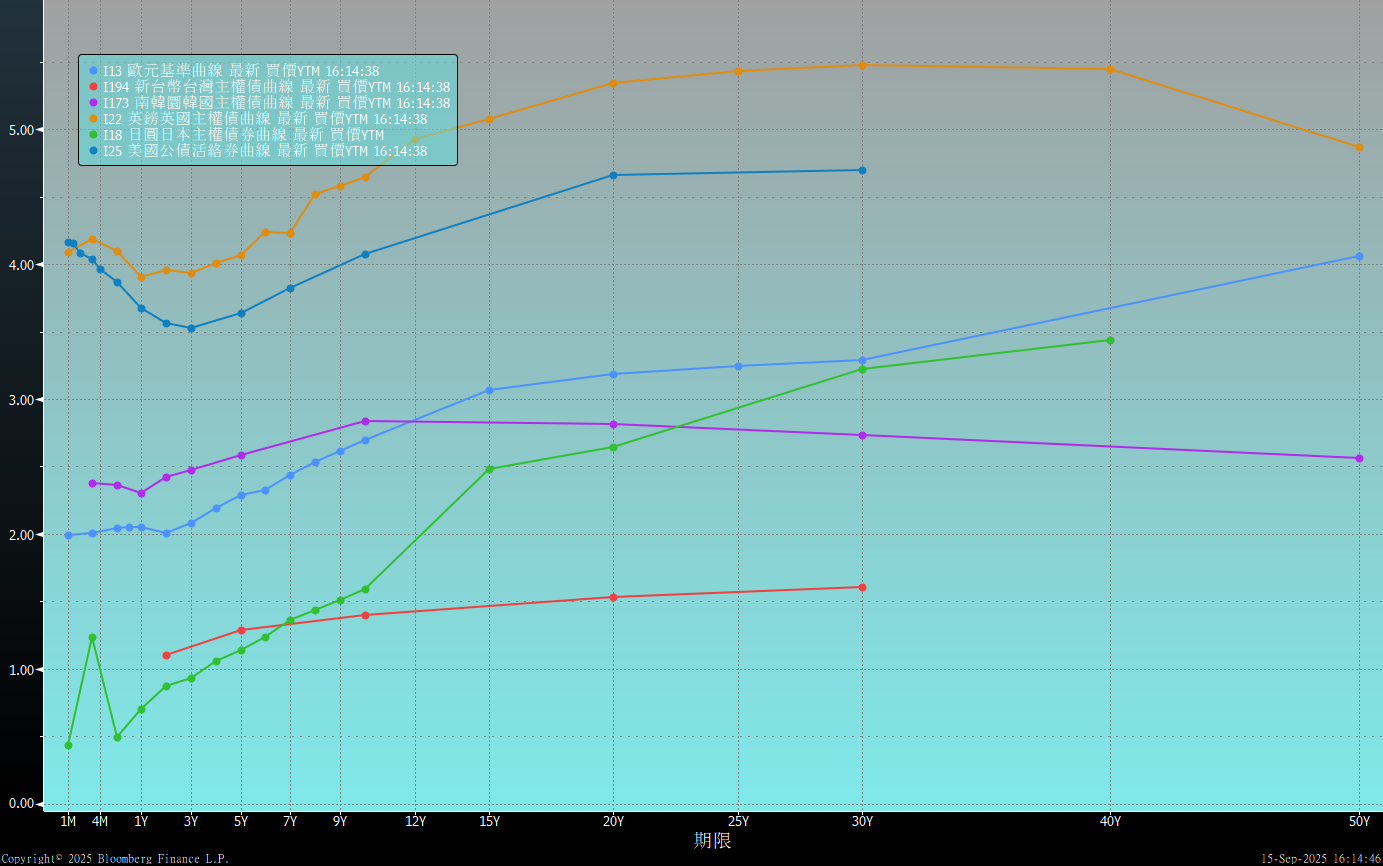 I13 歐元基準曲線 最新 買價YTM 16:14:38
I194 新台幣台灣主權債曲線 最新 買價YTM 16:14:38
I173 南韓圜韓國主權債曲線 最新 買價YTM 16:14:38
I22 英鎊英國主權債曲線 最新 買價YTM 16:14:38
I18 日圓日本主權債券曲線 最新 買價YTM
I25 美國公債活絡券曲線 最新 買價YTM 16:14:38
5.00
4.00
3.00
2.00
1.00
0.00
1M 4M 1Y 3Y 5Y 7Y 9Y 12Y 15Y 20Y 25Y 30Y 40Y 50Y
期限
Copyright© 2025 Bloomberg Finance L.P. 15-Sep-2025 16:14:46